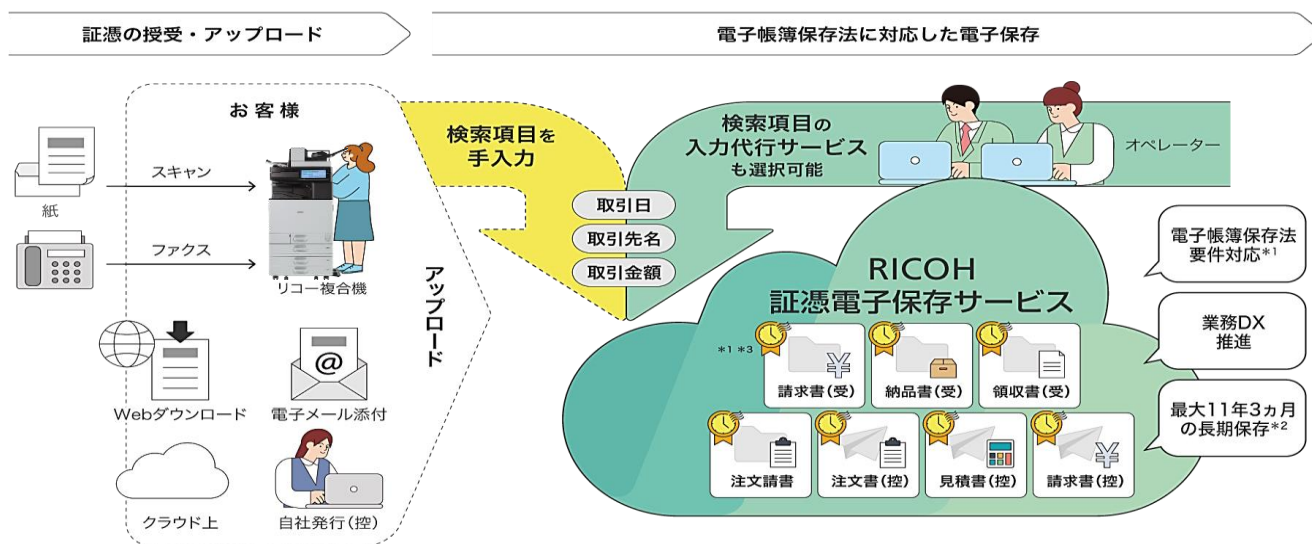 証憑の授受・アップロード
電子帳簿保存法に対応した電子保存
お客様
紙
スキャン
ファクス
リコー複合機
Webダウンロード
@
電子メール添付
クラウド上
自社発行(控)
アップロード
検索項目を
手入力
検索項目の
入力代行サービス
も選択可能
オペレーター
取引日
取引先名
取引金額
RICOH
証憑電子保存サービス
*1 *3
¥
請求書(受)
納品書(受)
領収書(受)
注文請書
注文書(控)
見積書(控)
¥
請求書(控)
電子帳簿保存法
要件対応*1
業務DX
推進
最大11年3ヵ月
の長期保存*2